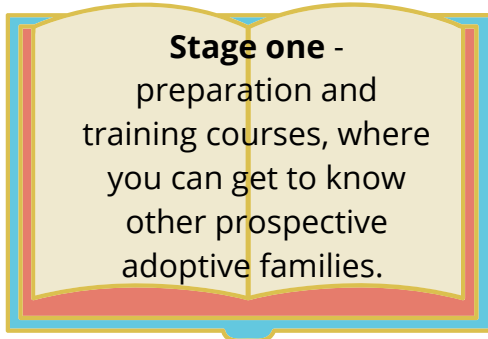 Stage one -
preparation and
training courses, where
you can get to know
other prospective
adoptive families.